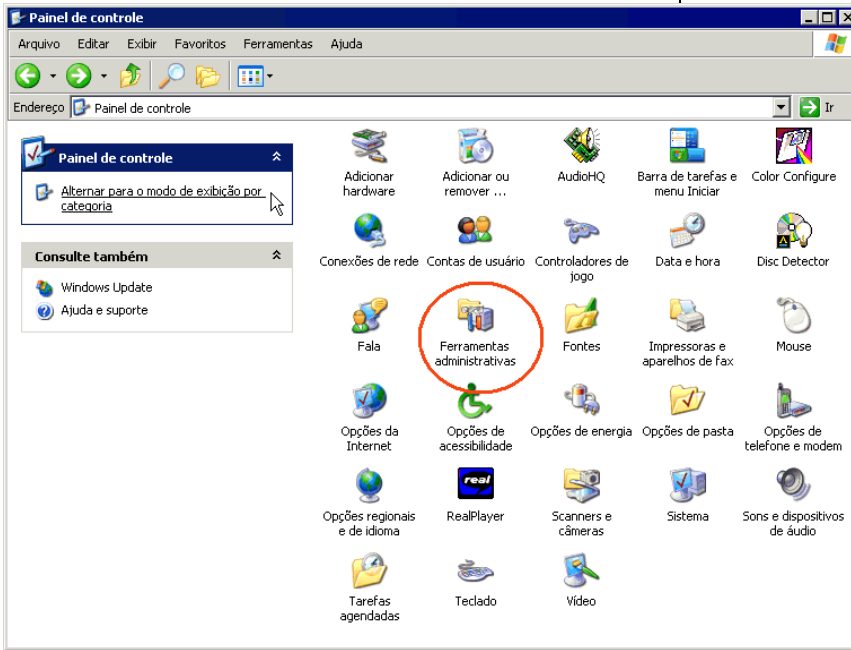 Painel de controle
Arquivo Editar Exibir Favoritos Ferramentas Ajuda
Endereço Painel de controle Ir
Painel de controle
Alternar para o modo de exibição por
categoria
Consulte também
Windows Update
Ajuda e suporte
Adicionar
hardware
Adicionar ou
remover ...
AudioHQ
Barra de tarefas e
menu Iniciar
Color Configure
Conexões de rede
Contas de usuário
Controladores de
jogo
Data e hora
Disc Detector
Fala
Ferramentas
administrativas
Fontes
Impressoras e
aparelhos de fax
Mouse
Opções da
Internet
Opções de
acessibilidade
Opções de energia
Opções de pasta
Opções de
telefone e modem
Opções regionais
e de idioma
real
RealPlayer
Scanners e
câmeras
Sistema
Sons e dispositivos
de áudio
Tarefas
agendadas
Teclado
Vídeo